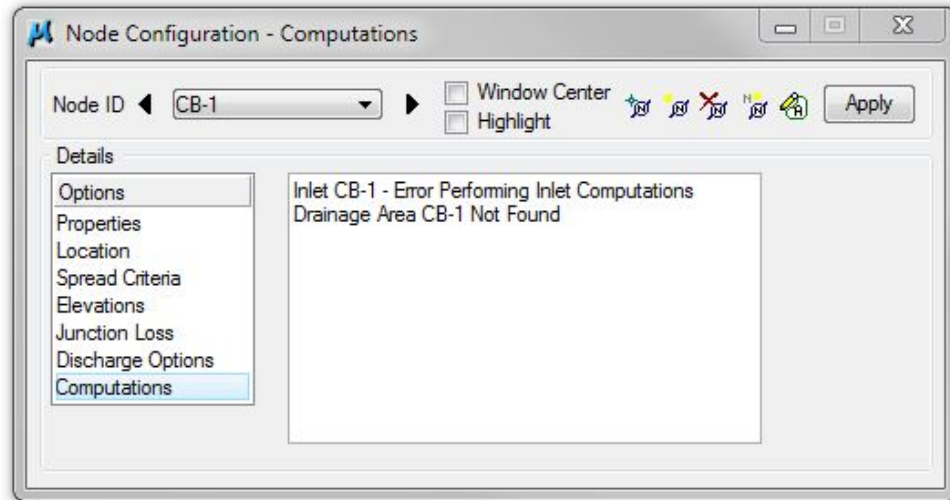 Node Configuration - Computations
Node ID CB-1 Window Center Apply
Highlight
Details
Options
Properties
Location
Spread Criteria
Elevations
Junction Loss
Discharge Options
Computations
Inlet CB-1 - Error Performing Inlet Computations
Drainage Area CB-1 Not Found